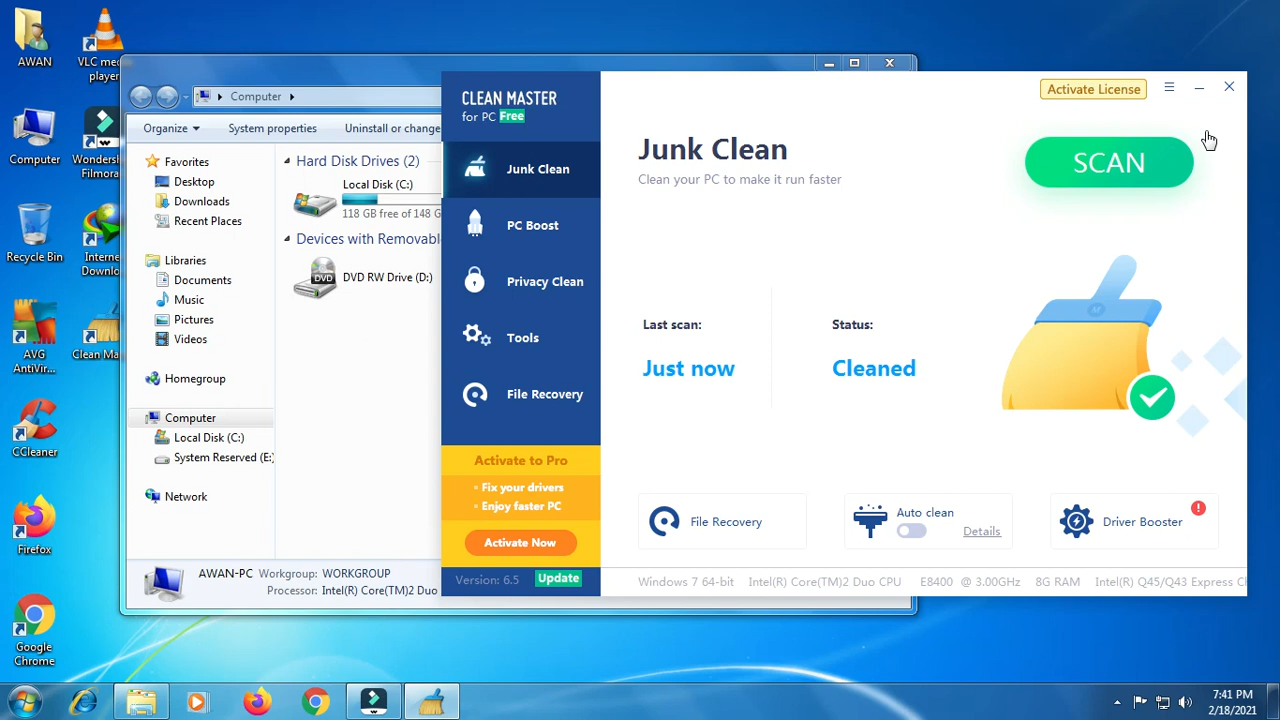 AWAN
VLC media
player
Computer
Wondersh
Filmora
Recycle Bin
Intern
Downlo
AVG
AntiVir...
Clean Ma
CCleaner
Firefox
Google
Chrome
Computer
Organize
System properties
Uninstall or change
Favorites
Desktop
Downloads
Recent Places
Libraries
Documents
Music
Pictures
Videos
Homegroup
Computer
Local Disk (C:)
System Reserved (E:)
Network
Hard Disk Drives (2)
Local Disk (C:)
118 GB free of 148 G
Devices with Removabl
DVD
DVD RW Drive (D:)
AWAN-PC Workgroup: WORKGROUP
Processor: Intel(R) Core(TM)2 Duo
CLEAN MASTER
for PC Free
Junk Clean
PC Boost
Privacy Clean
Tools
File Recovery
Activate to Pro
Fix your drivers
Enjoy faster PC
Activate Now
Version: 6.5 Update
Activate License
Junk Clean
Clean your PC to make it run faster
SCAN
Last scan:
Just now
Status:
Cleaned
File Recovery
Auto clean
Details
Driver Booster
Windows 7 64-bit Intel(R) Core(TM)2 Duo CPU E8400 @ 3.00GHz 8G RAM Intel(R) Q45/Q43 Express Ch
7:41 PM
2/18/2021